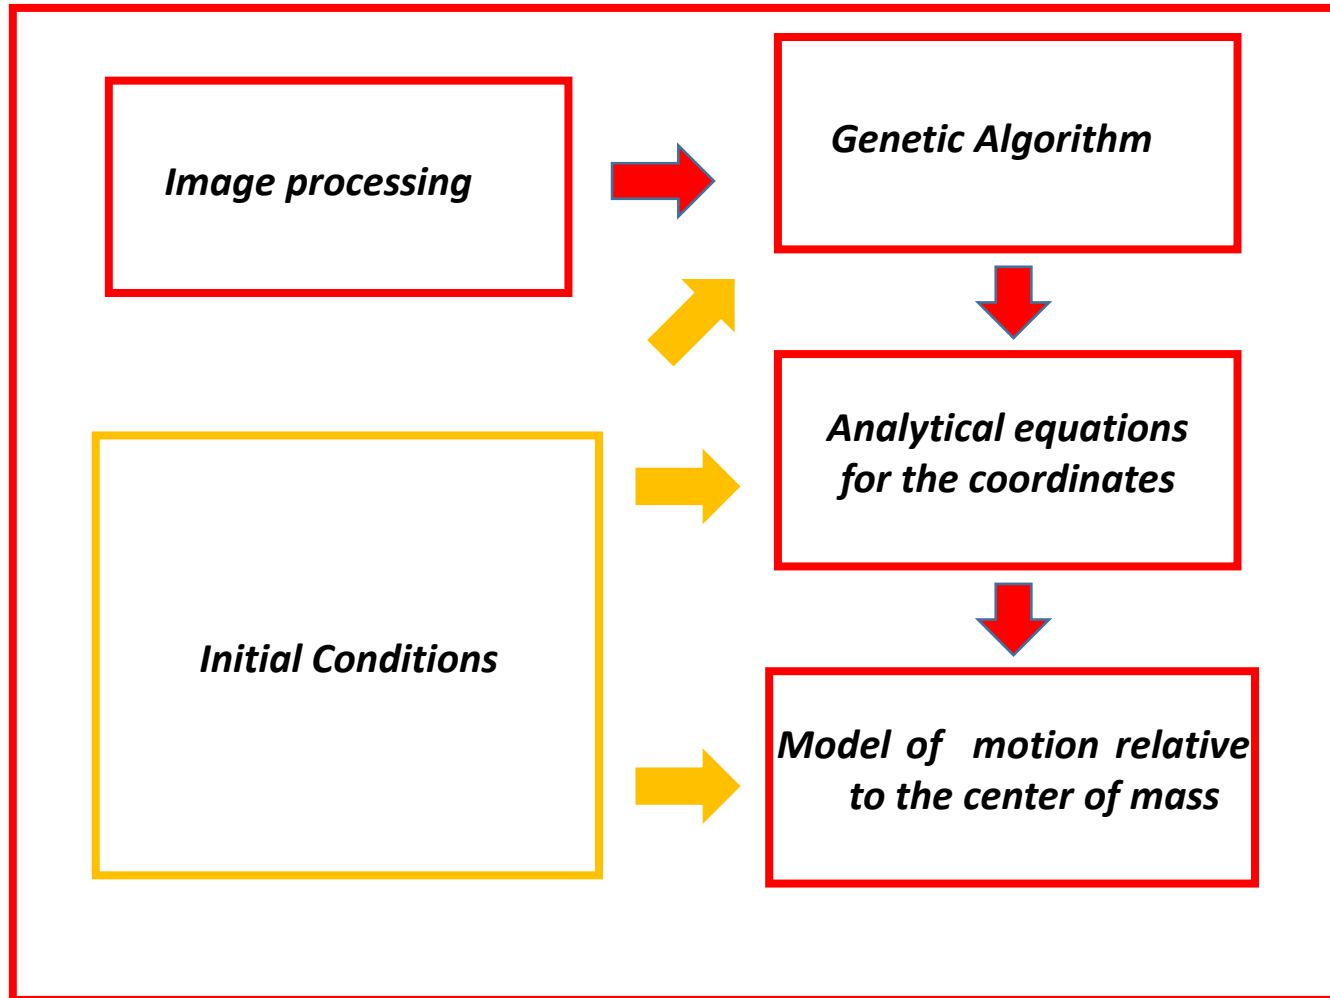 Image processing
Genetic Algorithm
Analytical equations
for the coordinates
Initial Conditions
Model of motion relative
to the center of mass